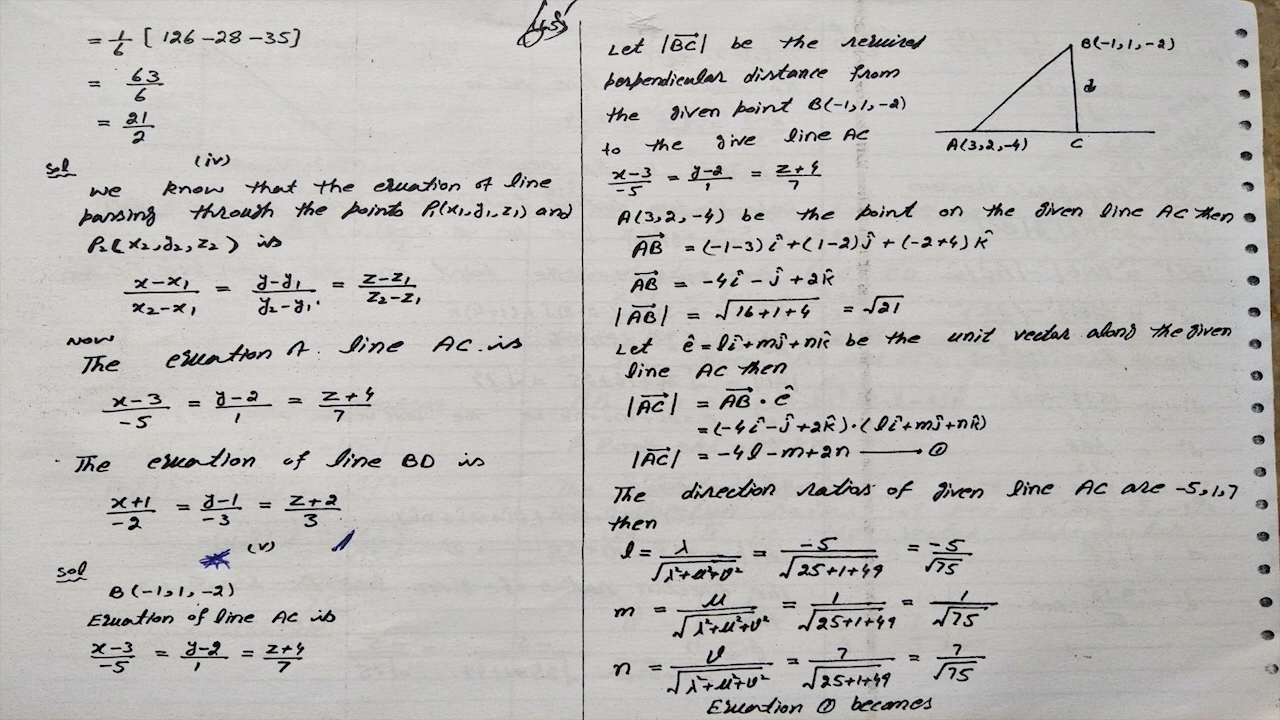 = 1/6 [ 126 - 28 - 35]
= 63/6
= 21/2
(iv)
Sol
we know that the equation of line
passing through the points P₁(x₁, y₁, z₁) and
P₂(x₂, y₂, z₂) is
x-x₁/x₂-x₁ = y-y₁/y₂-y₁ = z-z₁/z₂-z₁
Now
The equation of line AC is
x-3/-5 = y-2/1 = z+4/7
The equation of line BD is
x+1/-2 = y-1/-3 = z+2/3
(v)
Sol
B(-1, 1, -2)
Equation of line AC is
x-3/-5 = y-2/1 = z+4/7
Let |BC| be the required
perpendicular distance from
the given point B(-1, 1, -2)
to the give line AC
x-3/-5 = y-2/1 = z+4/7
B(-1, 1, -2)
d
A(3, 2, -4)
C
A(3, 2, -4) be the point on the given line AC then
AB = (-1-3)î + (1-2)ĵ + (-2+4)k̂
AB = -4î - ĵ + 2k̂
|AB| = √16+1+4 = √21
Let ê = lî+mĵ+nk̂ be the unit vector along the given
line AC then
|AC| = AB · ê
= (-4î - ĵ + 2k̂) · (lî+mĵ+nk̂)
|AC| = -4l - m + 2n —— ①
The direction ratios of given line AC are -5, 1, 7
then
l = λ/√λ²+μ²+ν² = -5/√25+1+49 = -5/√75
m = μ/√λ²+μ²+ν² = 1/√25+1+49 = 1/√75
n = ν/√λ²+μ²+ν² = 7/√25+1+49 = 7/√75
Equation ① becomes